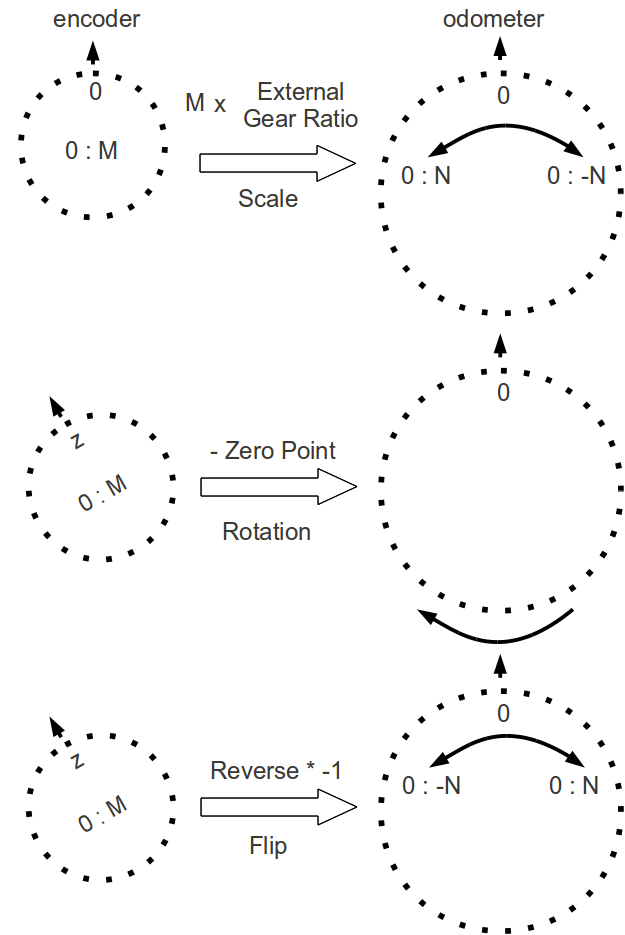 encoder
odometer
0
0 : M
M x
External
Gear Ratio
Scale
0
0 : N
0 : -N
z
0 : M
- Zero Point
Rotation
0
z
0 : M
Reverse * -1
Flip
0
0 : -N
0 : N